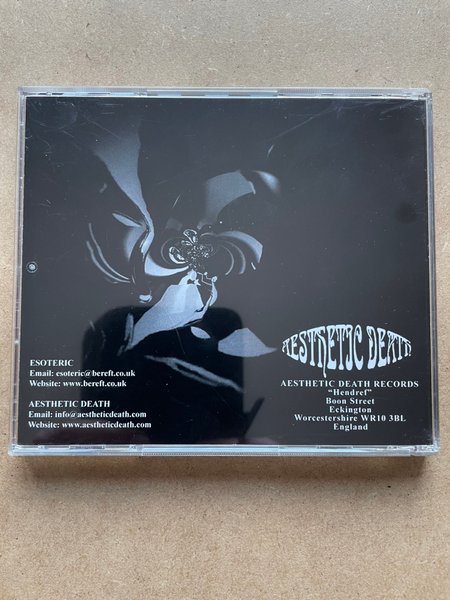 ESOTERIC
Email: esoteric@bereft.co.uk
Website: www.bereft.co.uk
AESTHETIC DEATH
Email: info@aestheticdeath.com
Website: www.aestheticdeath.com
AESTHETIC DEATH
AESTHETIC DEATH RECORDS
"Hendref"
Boon Street
Eckington
Worcestershire WR10 3BL
England